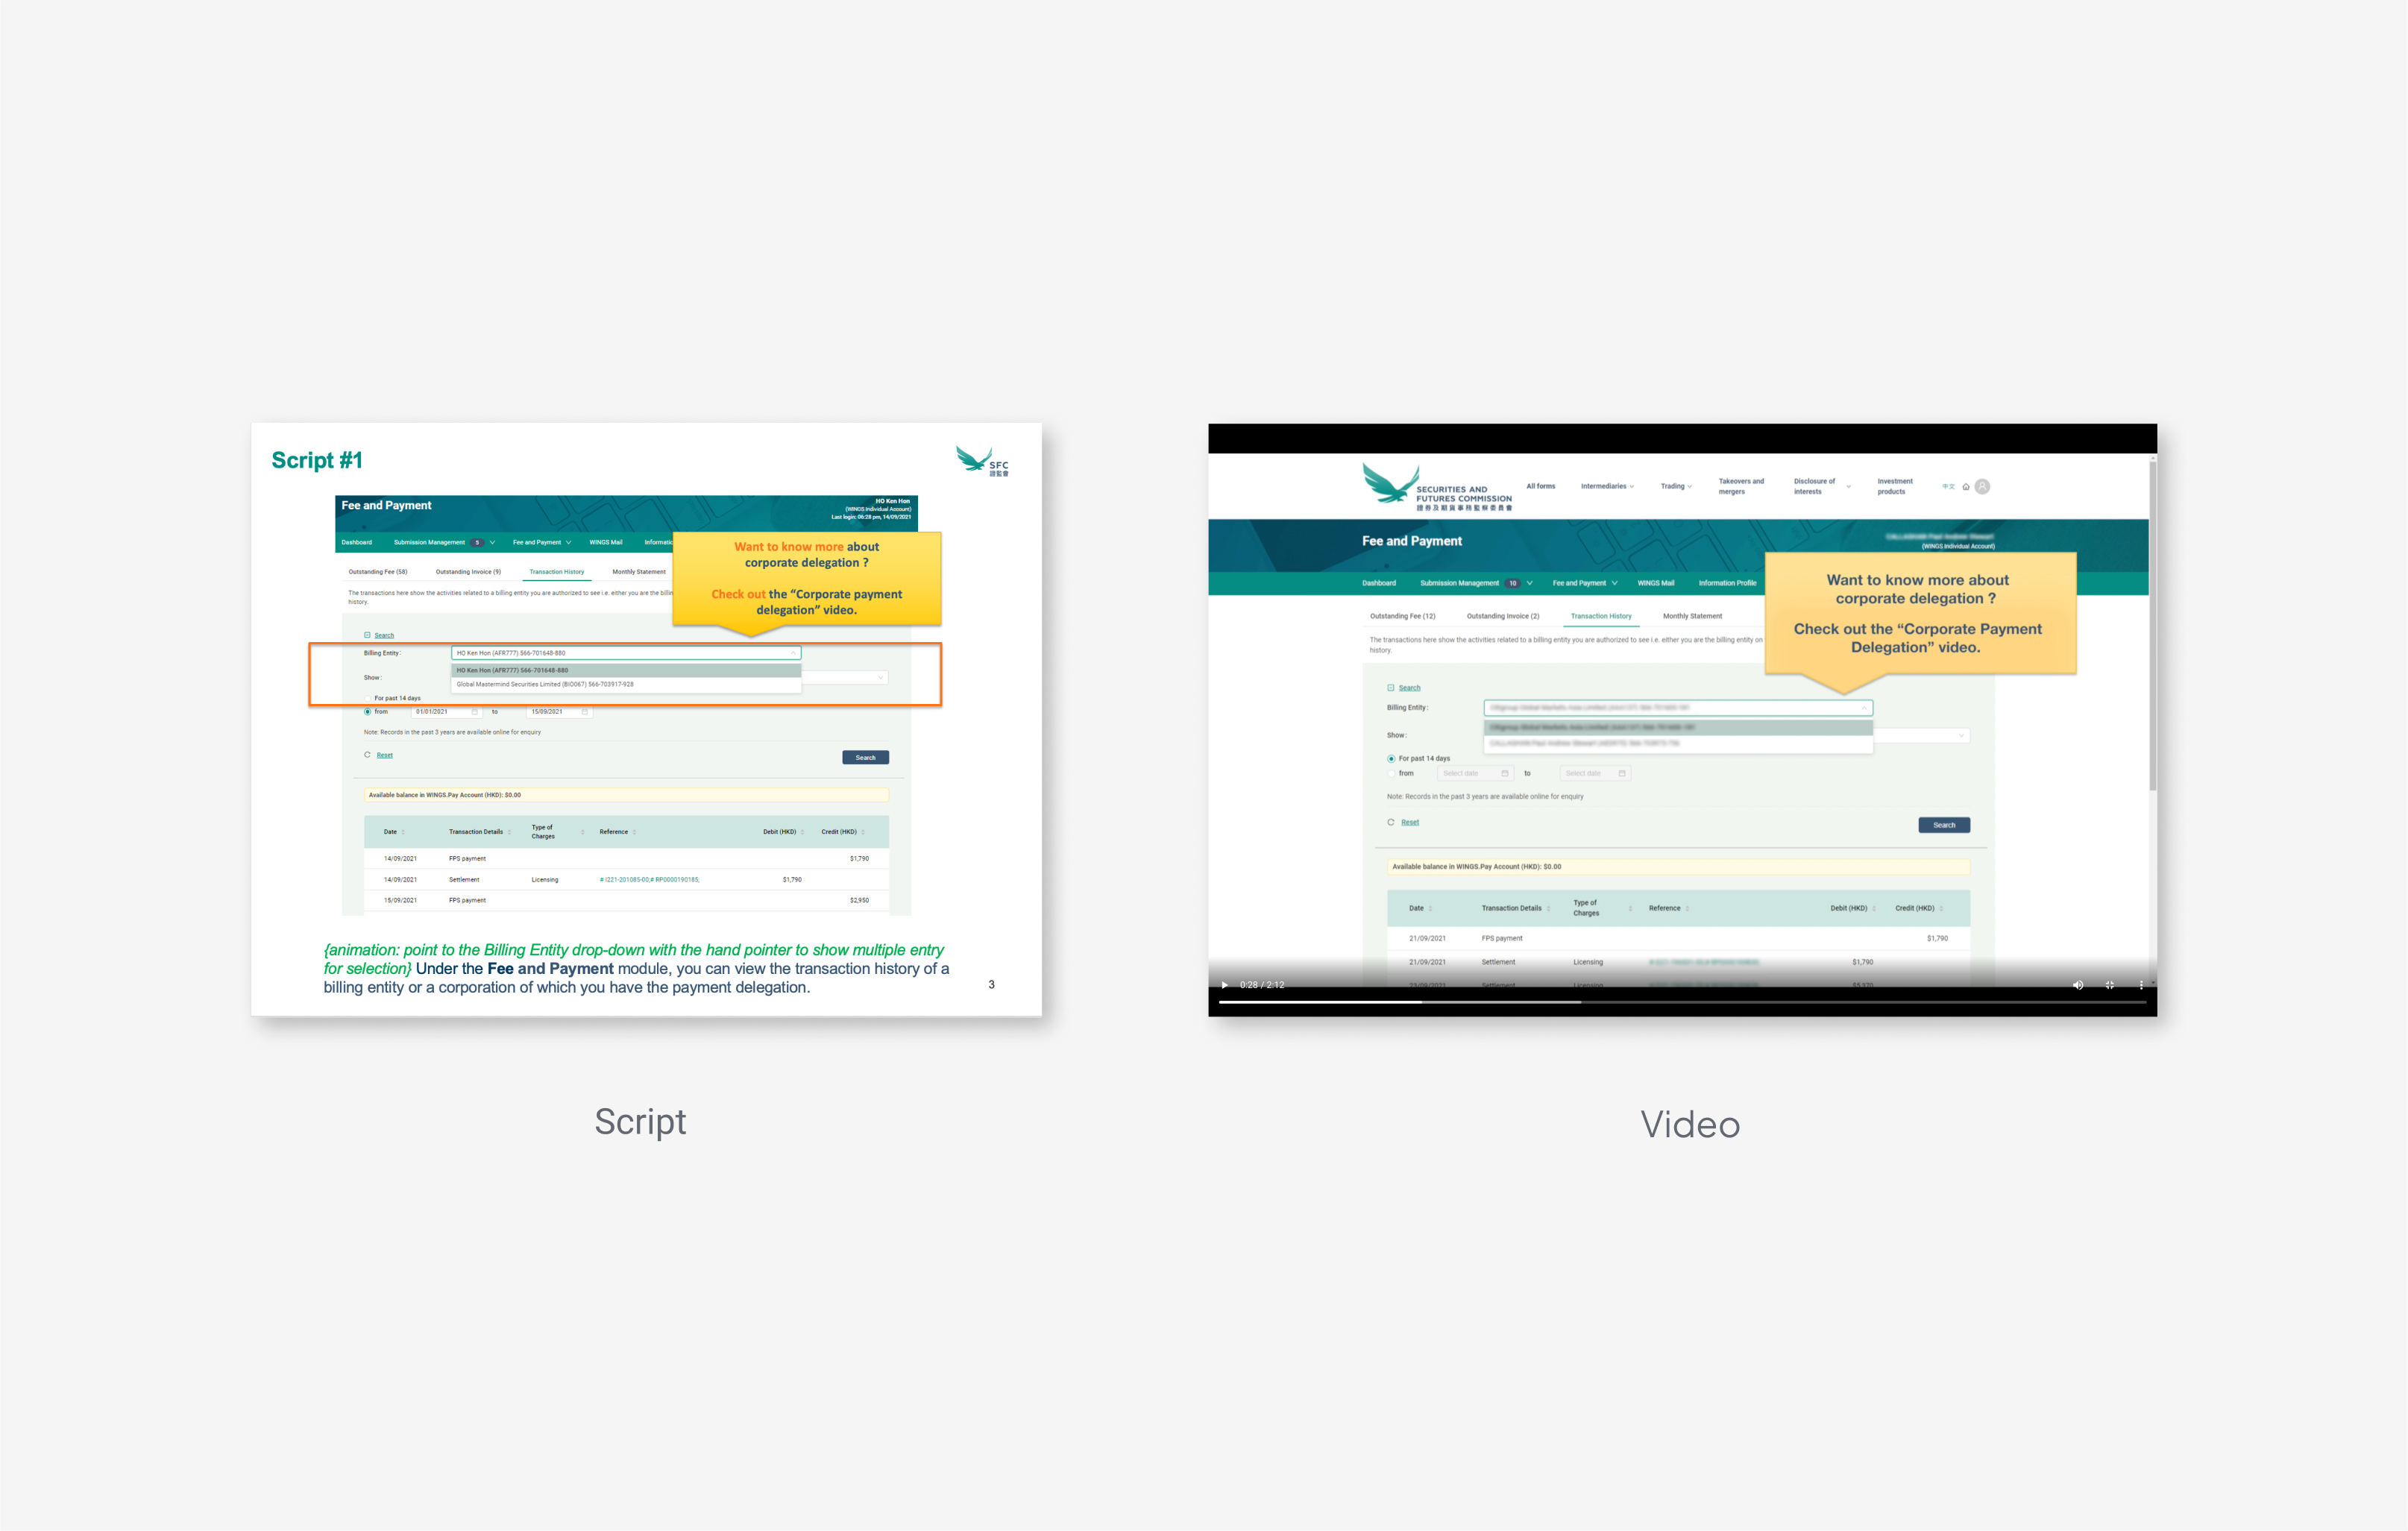 Script #1
SFC
證監會
Fee and Payment
HO Ken Hon
(WINGS Individual Account)
Last login: 06:28 pm, 14/09/2021
Dashboard Submission Management 5 Fee and Payment WINGS Mail Informatic
Want to know more about
corporate delegation ?
Check out the “Corporate payment
delegation” video.
Outstanding Fee (58) Outstanding Invoice (9) Transaction History Monthly Statement
The transactions here show the activities related to a billing entity you are authorized to see i.e. either you are the billin
history.
Search
Billing Entity : HO Ken Hon (AFR777) 566-701648-880
HO Ken Hon (AFR777) 566-701648-880
Show :
Global Mastermind Securities Limited (BIO067) 566-703917-928
For past 14 days
from 01/01/2021 to 15/09/2021
Note: Records in the past 3 years are available online for enquiry
Reset
Search
Available balance in WINGS.Pay Account (HKD): $0.00
Date Transaction Details Type of Charges Reference Debit (HKD) Credit (HKD)
14/09/2021 FPS payment $1,790
14/09/2021 Settlement Licensing # I221-201085-00;# RP0000190185; $1,790
15/09/2021 FPS payment $2,950
{animation: point to the Billing Entity drop-down with the hand pointer to show multiple entry
for selection} Under the Fee and Payment module, you can view the transaction history of a
billing entity or a corporation of which you have the payment delegation.
3
Script
SECURITIES AND
FUTURES COMMISSION
證券及期貨事務監察委員會
All forms Intermediaries Trading Takeovers and mergers Disclosure of interests Investment products 中文
Fee and Payment
(WINGS Individual Account)
Dashboard Submission Management 10 Fee and Payment WINGS Mail Information Profile
Want to know more about
corporate delegation ?
Check out the “Corporate Payment
Delegation” video.
Outstanding Fee (12) Outstanding Invoice (2) Transaction History Monthly Statement
The transactions here show the activities related to a billing entity you are authorized to see i.e. either you are the billing entity on
history.
Search
Billing Entity :
Show :
For past 14 days
from Select date to Select date
Note: Records in the past 3 years are available online for enquiry
Reset
Search
Available balance in WINGS.Pay Account (HKD): $0.00
Date Transaction Details Type of Charges Reference Debit (HKD) Credit (HKD)
21/09/2021 FPS payment $1,790
21/09/2021 Settlement Licensing $1,790
23/09/2021 Settlement Licensing $5,370
0:28 / 2:12
Video